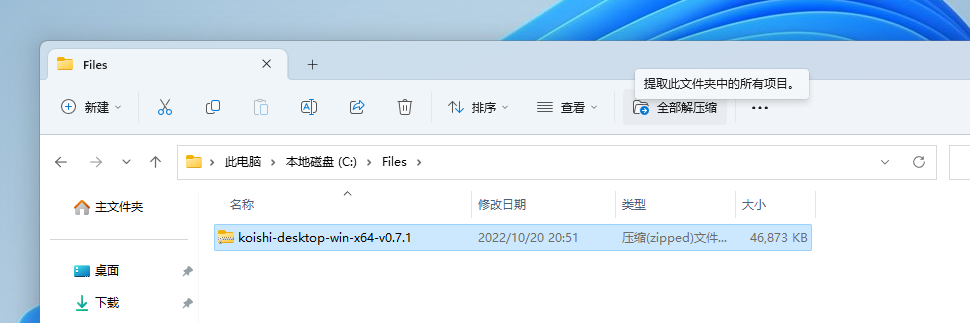 Files
提取此文件夹中的所有项目。
新建
排序
查看
全部解压缩
此电脑 本地磁盘 (C:) Files
主文件夹
名称 修改日期 类型 大小
koishi-desktop-win-x64-v0.7.1 2022/10/20 20:51 压缩(zipped)文件... 46,873 KB
桌面
下载